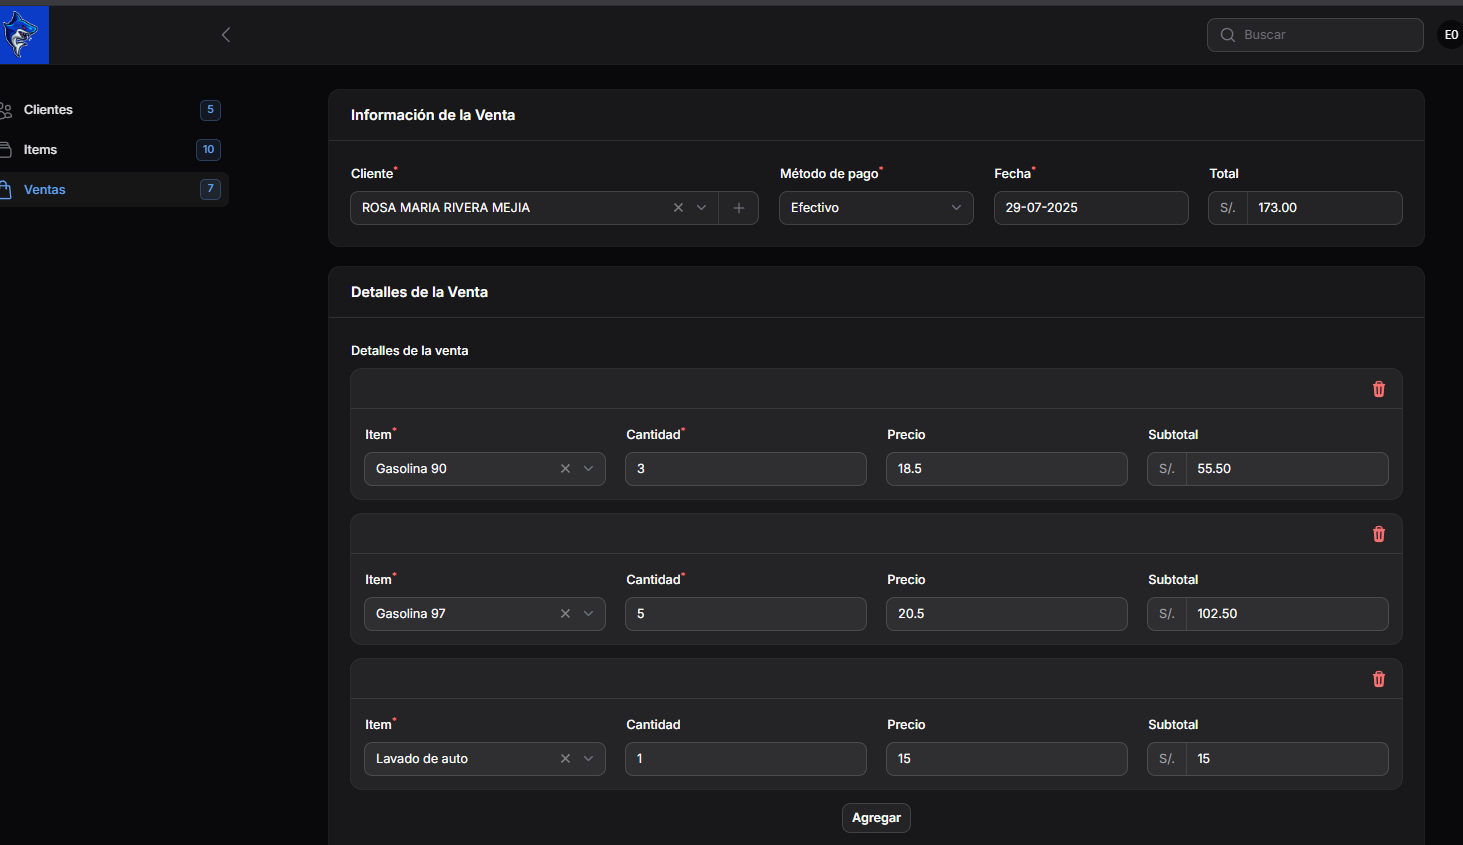 Buscar
E0
Clientes 5
Items 10
Ventas 7
Información de la Venta
Cliente* Método de pago* Fecha* Total
ROSA MARIA RIVERA MEJIA Efectivo 29-07-2025 S/. 173.00
Detalles de la Venta
Detalles de la venta
Item* Cantidad* Precio Subtotal
Gasolina 90 3 18.5 S/. 55.50
Item* Cantidad* Precio Subtotal
Gasolina 97 5 20.5 S/. 102.50
Item* Cantidad Precio Subtotal
Lavado de auto 1 15 S/. 15
Agregar